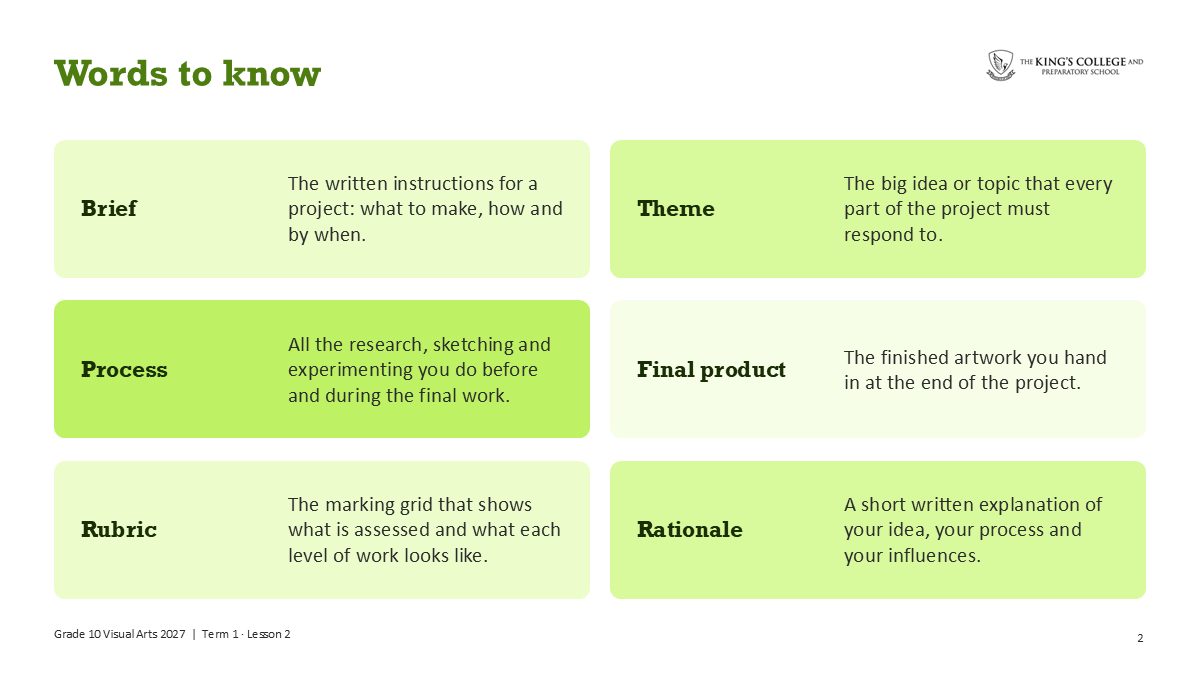 Words to know
THE KING'S COLLEGE AND
PREPARATORY SCHOOL
Brief
The written instructions for a
project: what to make, how and
by when.
Theme
The big idea or topic that every
part of the project must
respond to.
Process
All the research, sketching and
experimenting you do before
and during the final work.
Final product
The finished artwork you hand
in at the end of the project.
Rubric
The marking grid that shows
what is assessed and what each
level of work looks like.
Rationale
A short written explanation of
your idea, your process and
your influences.
Grade 10 Visual Arts 2027 | Term 1 · Lesson 2
2